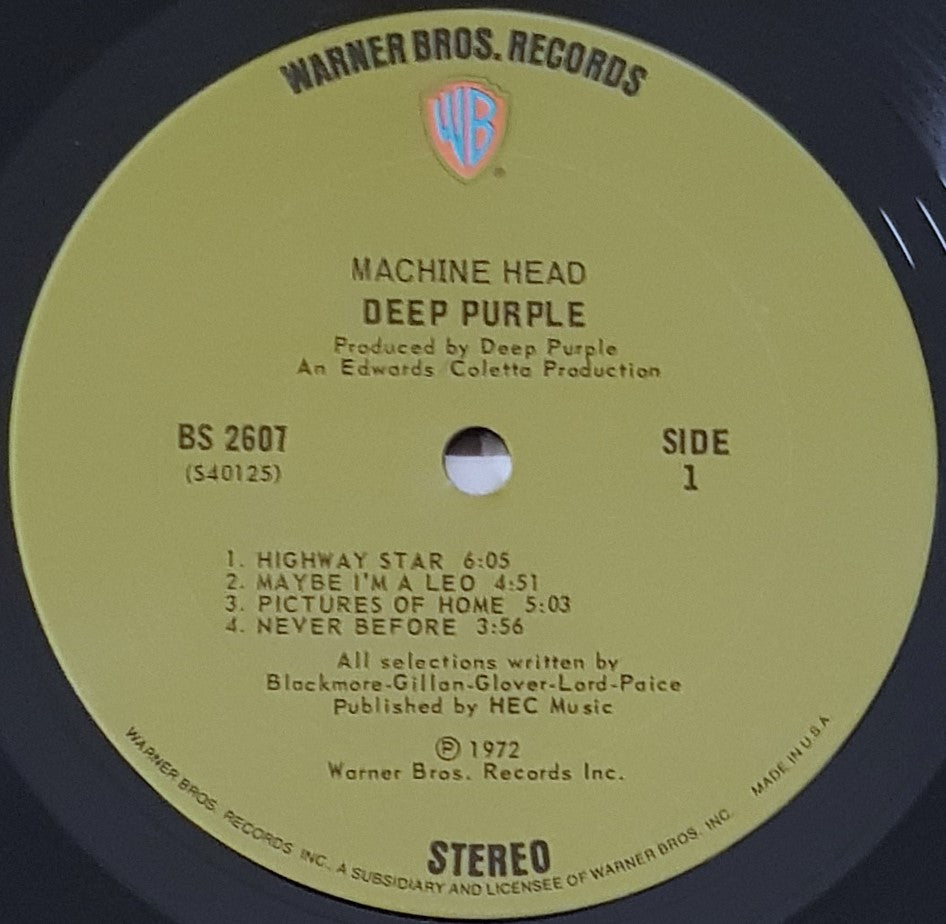 WARNER BROS. RECORDS
WB
®
MACHINE HEAD
DEEP PURPLE
Produced by Deep Purple
An Edwards Coletta Production
BS 2607
(S40125)
SIDE
1
1. HIGHWAY STAR 6:05
2. MAYBE I'M A LEO 4:51
3. PICTURES OF HOME 5:03
4. NEVER BEFORE 3:56
All selections written by
Blackmore-Gillan-Glover-Lord-Paice
Published by HEC Music
℗ 1972
Warner Bros. Records Inc.
STEREO
WARNER BROS. RECORDS INC., A SUBSIDIARY AND LICENSEE OF WARNER BROS. INC. MADE IN U.S.A